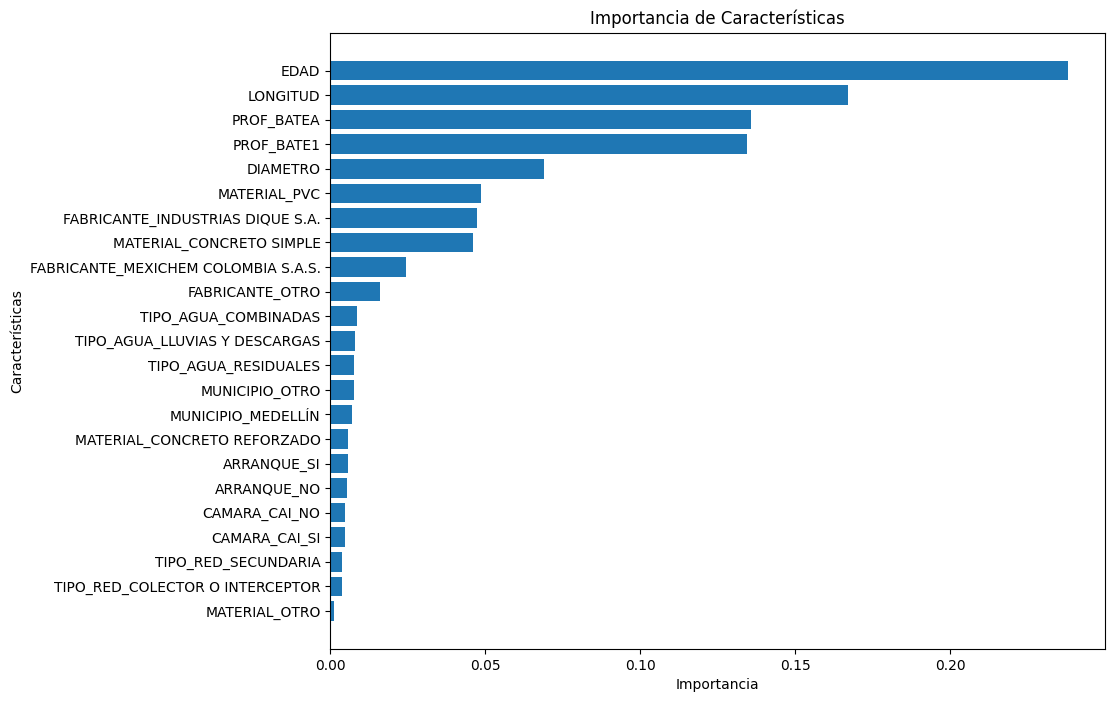 Importancia de Características
Características
EDAD
LONGITUD
PROF_BATEA
PROF_BATE1
DIAMETRO
MATERIAL_PVC
FABRICANTE_INDUSTRIAS DIQUE S.A.
MATERIAL_CONCRETO SIMPLE
FABRICANTE_MEXICHEM COLOMBIA S.A.S.
FABRICANTE_OTRO
TIPO_AGUA_COMBINADAS
TIPO_AGUA_LLUVIAS Y DESCARGAS
TIPO_AGUA_RESIDUALES
MUNICIPIO_OTRO
MUNICIPIO_MEDELLÍN
MATERIAL_CONCRETO REFORZADO
ARRANQUE_SI
ARRANQUE_NO
CAMARA_CAI_NO
CAMARA_CAI_SI
TIPO_RED_SECUNDARIA
TIPO_RED_COLECTOR O INTERCEPTOR
MATERIAL_OTRO
0.00 0.05 0.10 0.15 0.20
Importancia